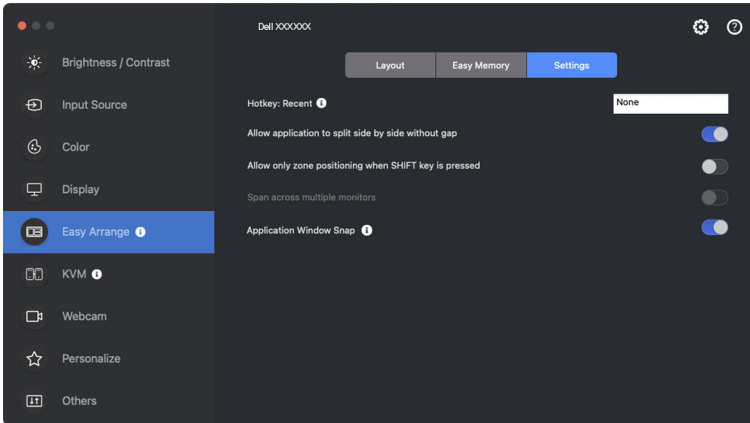 Dell XXXXXX
Brightness / Contrast
Input Source
Color
Display
Easy Arrange
KVM
Webcam
Personalize
Others
Layout Easy Memory Settings
Hotkey: Recent None
Allow application to split side by side without gap
Allow only zone positioning when SHIFT key is pressed
Span across multiple monitors
Application Window Snap